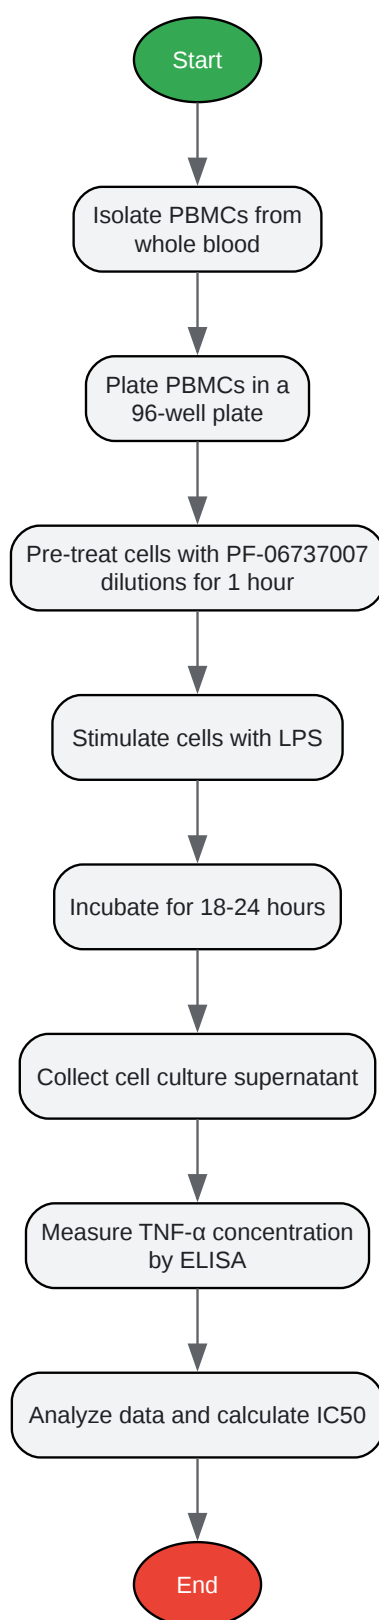 Start
Isolate PBMCs from
whole blood
Plate PBMCs in a
96-well plate
Pre-treat cells with PF-06737007
dilutions for 1 hour
Stimulate cells with LPS
Incubate for 18-24 hours
Collect cell culture supernatant
Measure TNF-α concentration
by ELISA
Analyze data and calculate IC50
End